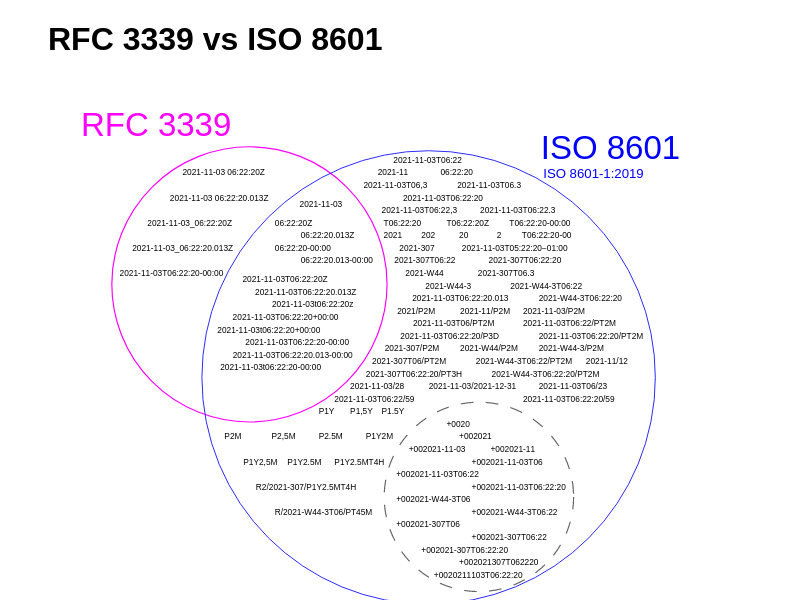 RFC 3339 vs ISO 8601
RFC 3339
ISO 8601
ISO 8601-1:2019
2021-11-03T06:22
2021-11-03 06:22:20Z 2021-11 06:22:20
2021-11-03T06,3 2021-11-03T06.3
2021-11-03 06:22:20.013Z 2021-11-03T06:22:20
2021-11-03 2021-11-03T06:22,3 2021-11-03T06:22.3
2021-11-03_06:22:20Z 06:22:20Z T06:22:20 T06:22:20Z T06:22:20-00:00
06:22:20.013Z 2021 202 20 2 T06:22:20-00
2021-11-03_06:22:20.013Z 06:22:20-00:00 2021-307 2021-11-03T05:22:20−01:00
06:22:20.013-00:00 2021-307T06:22 2021-307T06:22:20
2021-11-03T06:22:20-00:00 2021-W44 2021-307T06.3
2021-11-03T06:22:20Z 2021-W44-3 2021-W44-3T06:22
2021-11-03T06:22:20.013Z 2021-11-03T06:22:20.013 2021-W44-3T06:22:20
2021-11-03t06:22:20z 2021/P2M 2021-11/P2M 2021-11-03/P2M
2021-11-03T06:22:20+00:00 2021-11-03T06/PT2M 2021-11-03T06:22/PT2M
2021-11-03t06:22:20+00:00 2021-11-03T06:22:20/P3D 2021-11-03T06:22:20/PT2M
2021-11-03T06:22:20-00:00 2021-307/P2M 2021-W44/P2M 2021-W44-3/P2M
2021-11-03T06:22:20.013-00:00 2021-307T06/PT2M 2021-W44-3T06:22/PT2M 2021-11/12
2021-11-03t06:22:20-00:00 2021-307T06:22:20/PT3H 2021-W44-3T06:22:20/PT2M
2021-11-03/28 2021-11-03/2021-12-31 2021-11-03T06/23
2021-11-03T06:22/59 2021-11-03T06:22:20/59
P1Y P1,5Y P1.5Y
+0020
P2M P2,5M P2.5M P1Y2M +002021
+002021-11-03 +002021-11
P1Y2,5M P1Y2.5M P1Y2.5MT4H +002021-11-03T06
+002021-11-03T06:22
R2/2021-307/P1Y2.5MT4H +002021-11-03T06:22:20
+002021-W44-3T06
R/2021-W44-3T06/PT45M +002021-W44-3T06:22
+002021-307T06
+002021-307T06:22
+002021-307T06:22:20
+002021307T062220
+0020211103T06:22:20